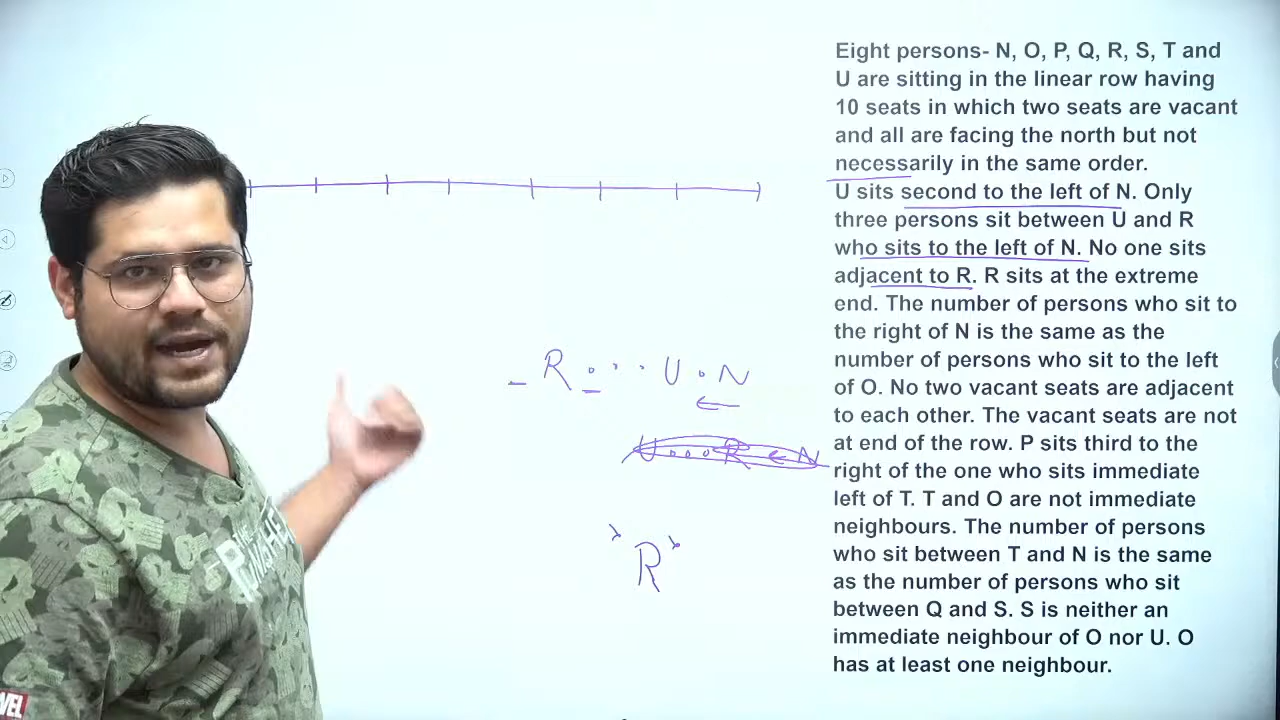 Eight persons- N, O, P, Q, R, S, T and
U are sitting in the linear row having
10 seats in which two seats are vacant
and all are facing the north but not
necessarily in the same order.
U sits second to the left of N. Only
three persons sit between U and R
who sits to the left of N. No one sits
adjacent to R. R sits at the extreme
end. The number of persons who sit to
the right of N is the same as the
number of persons who sit to the left
of O. No two vacant seats are adjacent
to each other. The vacant seats are not
at end of the row. P sits third to the
right of the one who sits immediate
left of T. T and O are not immediate
neighbours. The number of persons
who sit between T and N is the same
as the number of persons who sit
between Q and S. S is neither an
immediate neighbour of O nor U. O
has at least one neighbour.
_ R . . . U . N
U . . . R ← N
R